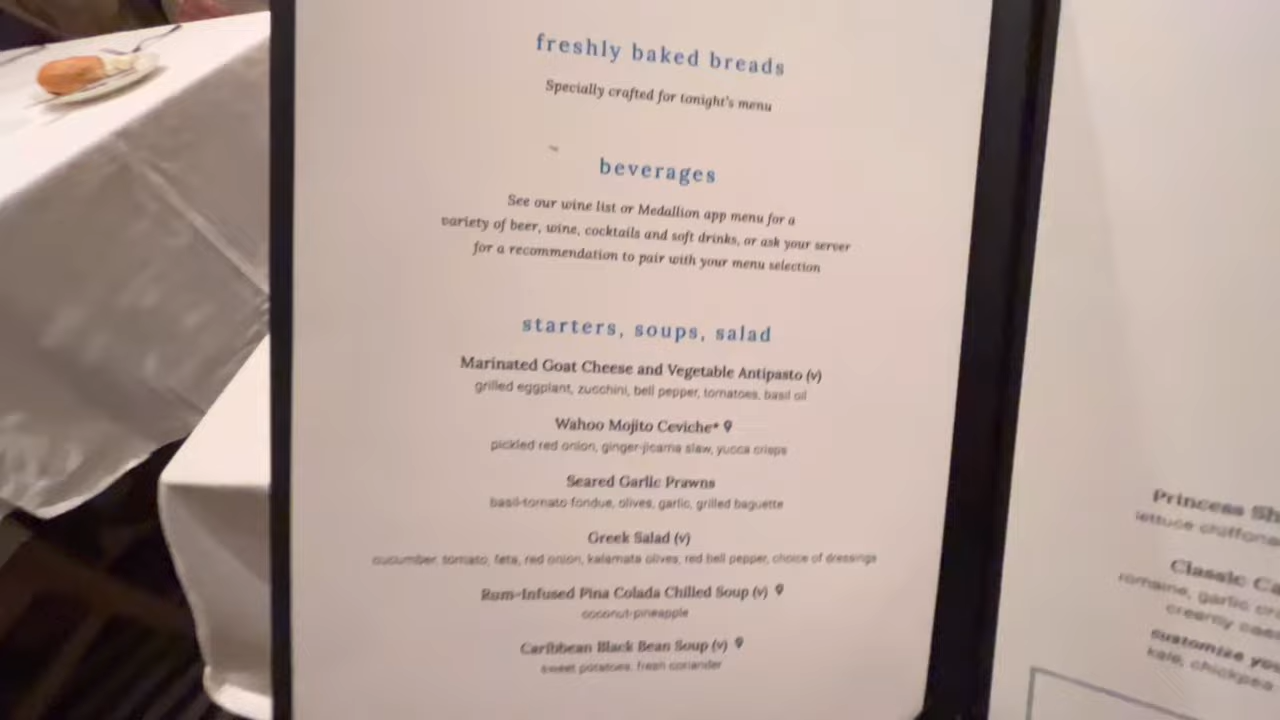 freshly baked breads
Specially crafted for tonight's menu
beverages
See our wine list or Medallion app menu for a
variety of beer, wine, cocktails and soft drinks, or ask your server
for a recommendation to pair with your menu selection
starters, soups, salad
Marinated Goat Cheese and Vegetable Antipasto (v)
grilled eggplant, zucchini, bell pepper, tomatoes, basil oil
Wahoo Mojito Ceviche*
pickled red onion, ginger-jicama slaw, yucca crisps
Seared Garlic Prawns
basil-tomato fondue, olives, garlic, grilled baguette
Greek Salad (v)
cucumber, tomato, feta, red onion, kalamata olives, red bell pepper, choice of dressings
Rum-Infused Pina Colada Chilled Soup (v)
coconut-pineapple
Caribbean Black Bean Soup (v)
sweet potatoes, fresh coriander
Princess
lettuce
Classic
romaine, garlic
creamy
customize
kale, chickpea